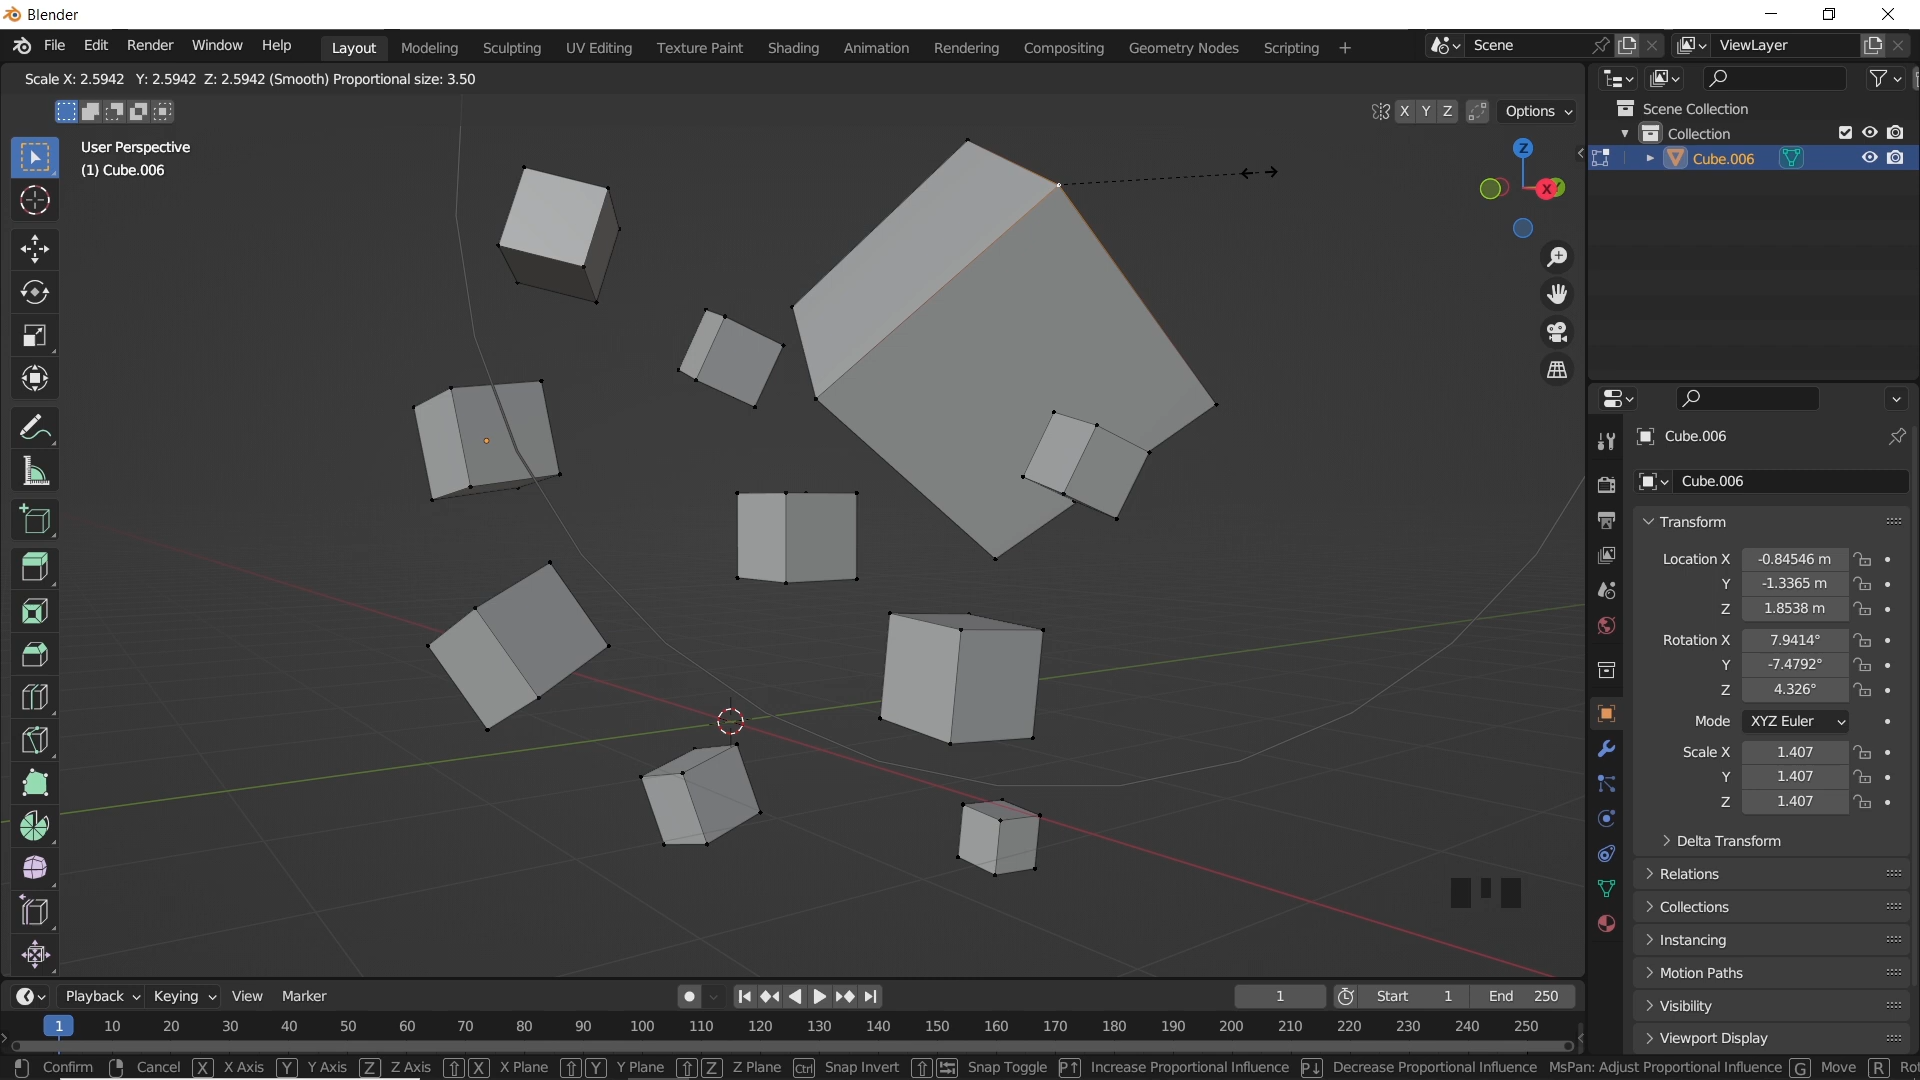 Blender
File Edit Render Window Help Layout Modeling Sculpting UV Editing Texture Paint Shading Animation Rendering Compositing Geometry Nodes Scripting + Scene ViewLayer
Scale X: 2.5942 Y: 2.5942 Z: 2.5942 (Smooth) Proportional size: 3.50
X Y Z Options
User Perspective
(1) Cube.006
Z
X
Y
Scene Collection
Collection
Cube.006
Cube.006
Cube.006
Transform
Location X -0.84546 m
Y -1.3365 m
Z 1.8538 m
Rotation X 7.9414°
Y -7.4792°
Z 4.326°
Mode XYZ Euler
Scale X 1.407
Y 1.407
Z 1.407
Delta Transform
Relations
Collections
Instancing
Motion Paths
Visibility
Viewport Display
Playback Keying View Marker 1 Start 1 End 250
1 10 20 30 40 50 60 70 80 90 100 110 120 130 140 150 160 170 180 190 200 210 220 230 240 250
Confirm Cancel X X Axis Y Y Axis Z Z Axis X X Plane Y Y Plane Z Z Plane Ctrl Snap Invert Snap Toggle P↑ Increase Proportional Influence P↓ Decrease Proportional Influence MsPan: Adjust Proportional Influence G Move R